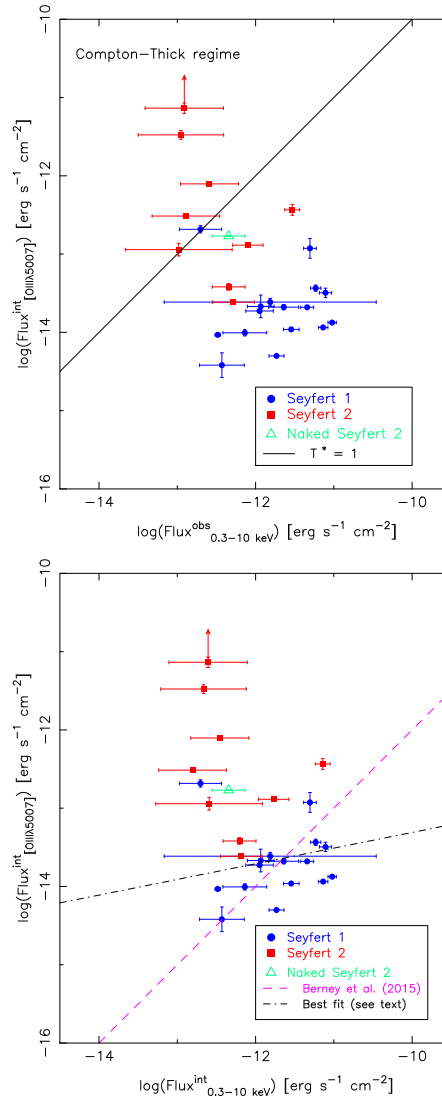 −10
−12
−14
−16
log(Flux^int_[OIIIλ5007]) [erg s^−1 cm^−2]
Compton−Thick regime
Seyfert 1
Seyfert 2
Naked Seyfert 2
T* = 1
−14 −12 −10
log(Flux^obs_0.3−10 keV) [erg s^−1 cm^−2]
−10
−12
−14
−16
log(Flux^int_[OIIIλ5007]) [erg s^−1 cm^−2]
Seyfert 1
Seyfert 2
Naked Seyfert 2
Berney et al. (2015)
Best fit (see text)
−14 −12 −10
log(Flux^int_0.3−10 keV) [erg s^−1 cm^−2]